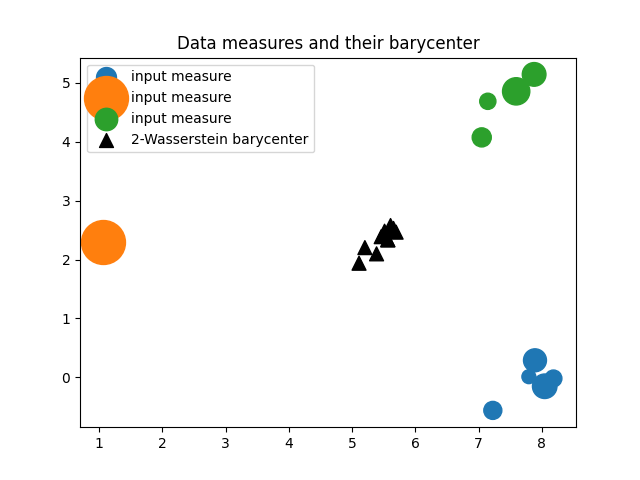 Data measures and their barycenter
input measure
input measure
input measure
2-Wasserstein barycenter
5
4
3
2
1
0
1 2 3 4 5 6 7 8